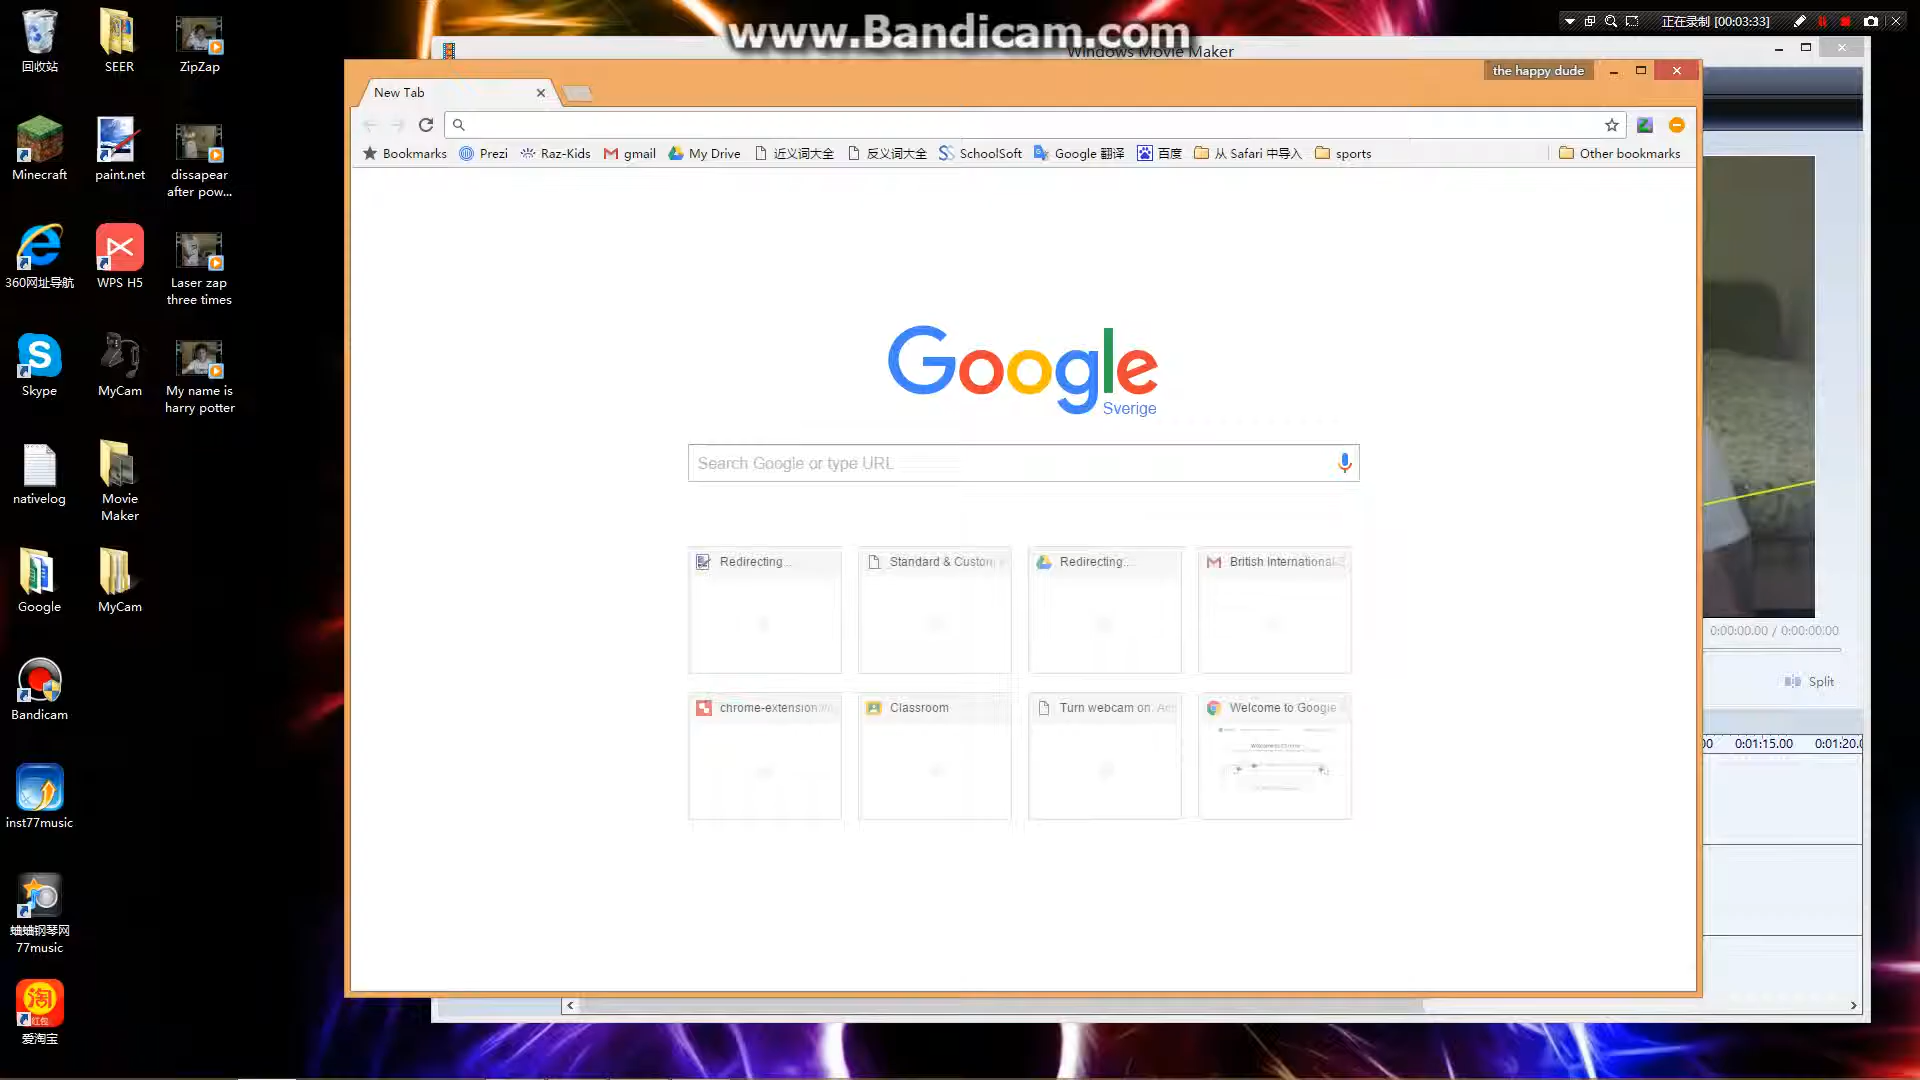 www.Bandicam.com
正在录制 [00:03:33]
Windows Movie Maker
the happy dude
New Tab
Bookmarks
Prezi
Raz-Kids
gmail
My Drive
近义词大全
反义词大全
SchoolSoft
Google 翻译
百度
从 Safari 中导入
sports
Other bookmarks
Google
Sverige
Search Google or type URL
Redirecting...
Standard & Custom
Redirecting...
British International
chrome-extension
Classroom
Turn webcam on.
Welcome to Google
回收站
SEER
ZipZap
Minecraft
paint.net
dissapear
after pow...
360网址导航
WPS H5
Laser zap
three times
Skype
MyCam
My name is
harry potter
nativelog
Movie
Maker
Google
MyCam
Bandicam
inst77music
蛐蛐钢琴网
77music
爱淘宝
0:00:00.00 / 0:00:00.00
Split
00
0:01:15.00
0:01:20.0